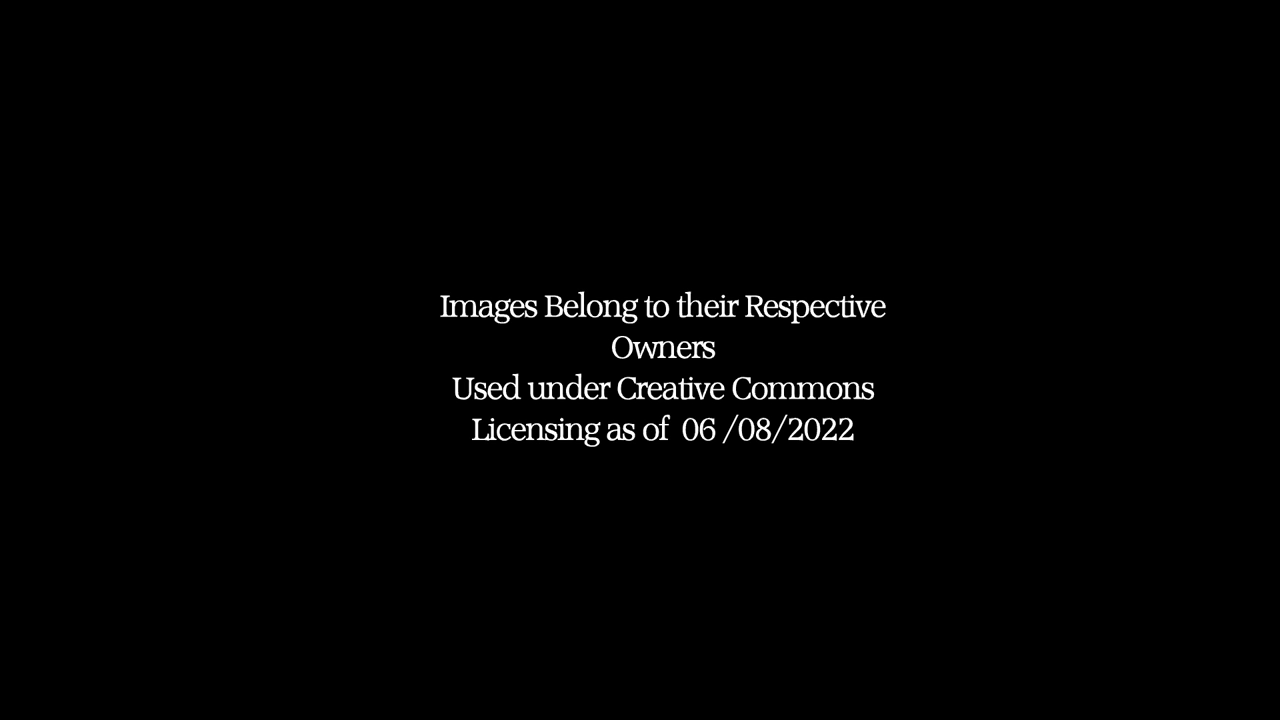 Images Belong to their Respective
Owners
Used under Creative Commons
Licensing as of  06 /08/2022